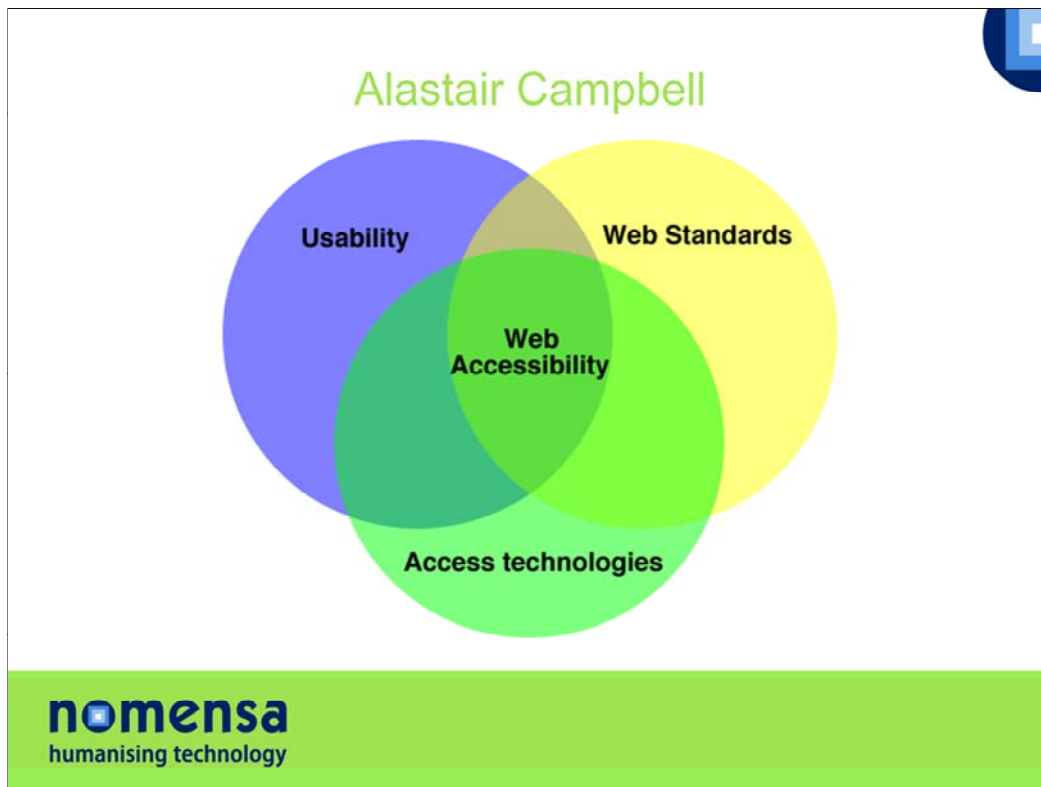 Alastair Campbell
Usability
Web Standards
Web
Accessibility
Access technologies
nomensa
humanising technology